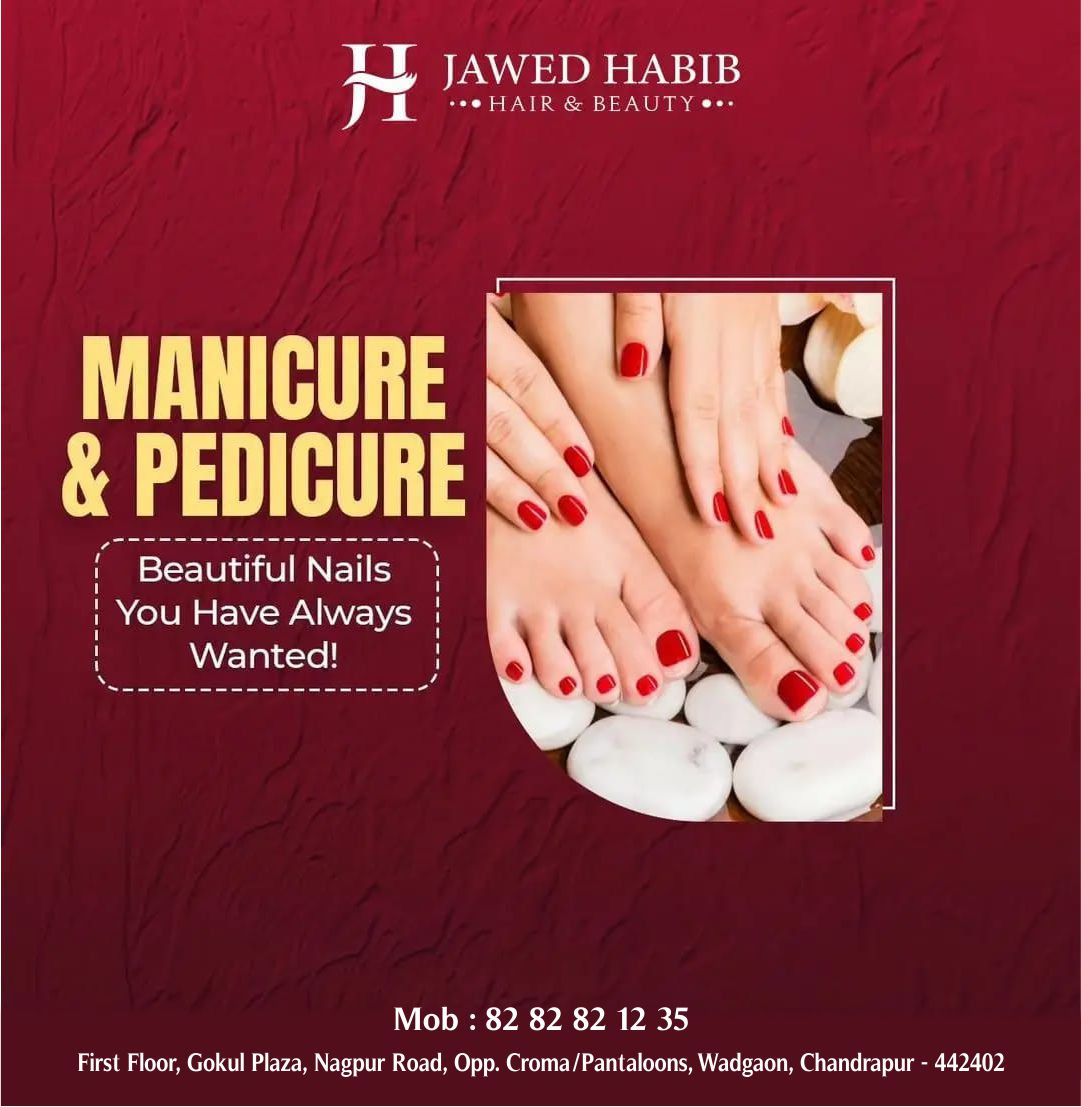 JAWED HABIB
HAIR & BEAUTY
MANICURE
& PEDICURE
Beautiful Nails
You Have Always
Wanted!
Mob : 82 82 82 12 35
First Floor, Gokul Plaza, Nagpur Road, Opp. Croma/Pantaloons, Wadgaon, Chandrapur - 442402